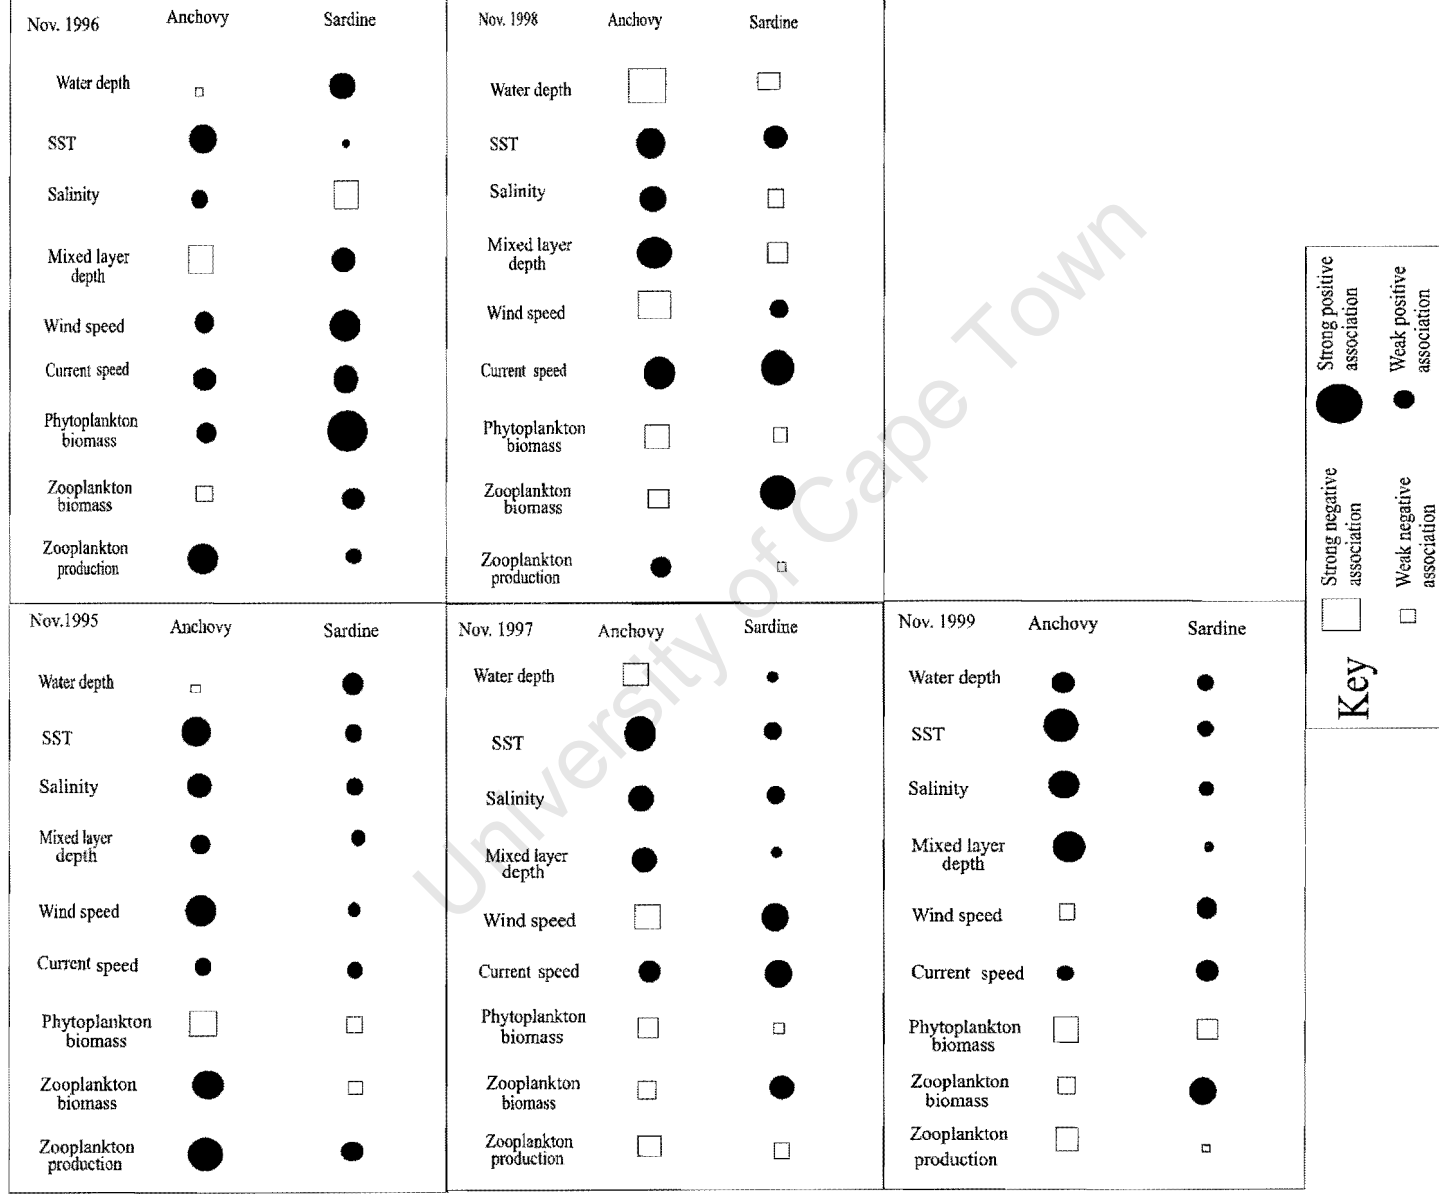 Nov. 1996 Anchovy Sardine
Water depth
SST
Salinity
Mixed layer
depth
Wind speed
Current speed
Phytoplankton
biomass
Zooplankton
biomass
Zooplankton
production
Nov. 1998 Anchovy Sardine
Water depth
SST
Salinity
Mixed layer
depth
Wind speed
Current speed
Phytoplankton
biomass
Zooplankton
biomass
Zooplankton
production
Nov.1995 Anchovy Sardine
Water depth
SST
Salinity
Mixed layer
depth
Wind speed
Current speed
Phytoplankton
biomass
Zooplankton
biomass
Zooplankton
production
Nov. 1997 Anchovy Sardine
Water depth
SST
Salinity
Mixed layer
depth
Wind speed
Current speed
Phytoplankton
biomass
Zooplankton
biomass
Zooplankton
production
Nov. 1999 Anchovy Sardine
Water depth
SST
Salinity
Mixed layer
depth
Wind speed
Current speed
Phytoplankton
biomass
Zooplankton
biomass
Zooplankton
production
Key
Strong negative
association
Strong positive
association
Weak negative
association
Weak positive
association
University of Cape Town